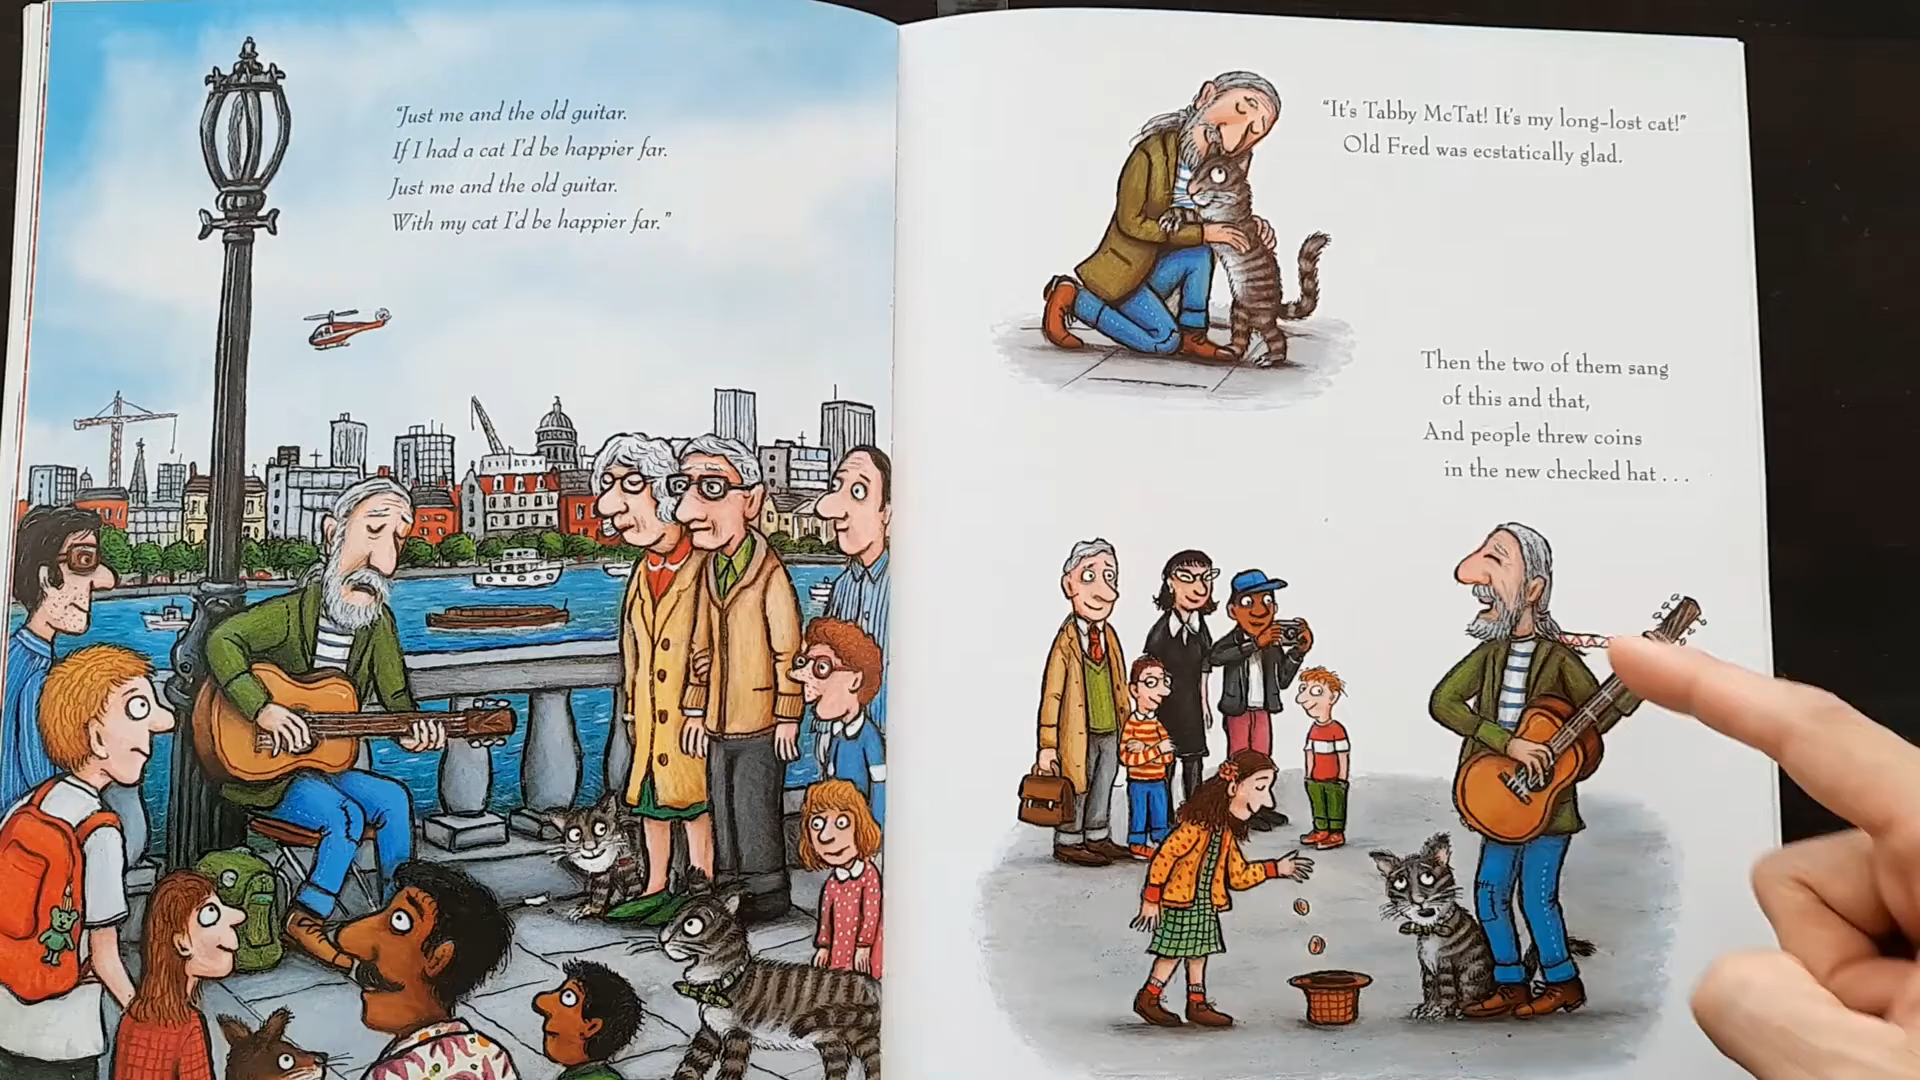 “Just me and the old guitar.
If I had a cat I’d be happier far.
Just me and the old guitar.
With my cat I’d be happier far.”
“It’s Tabby McTat! It’s my long-lost cat!”
Old Fred was ecstatically glad.
Then the two of them sang
of this and that,
And people threw coins
in the new checked hat . . .